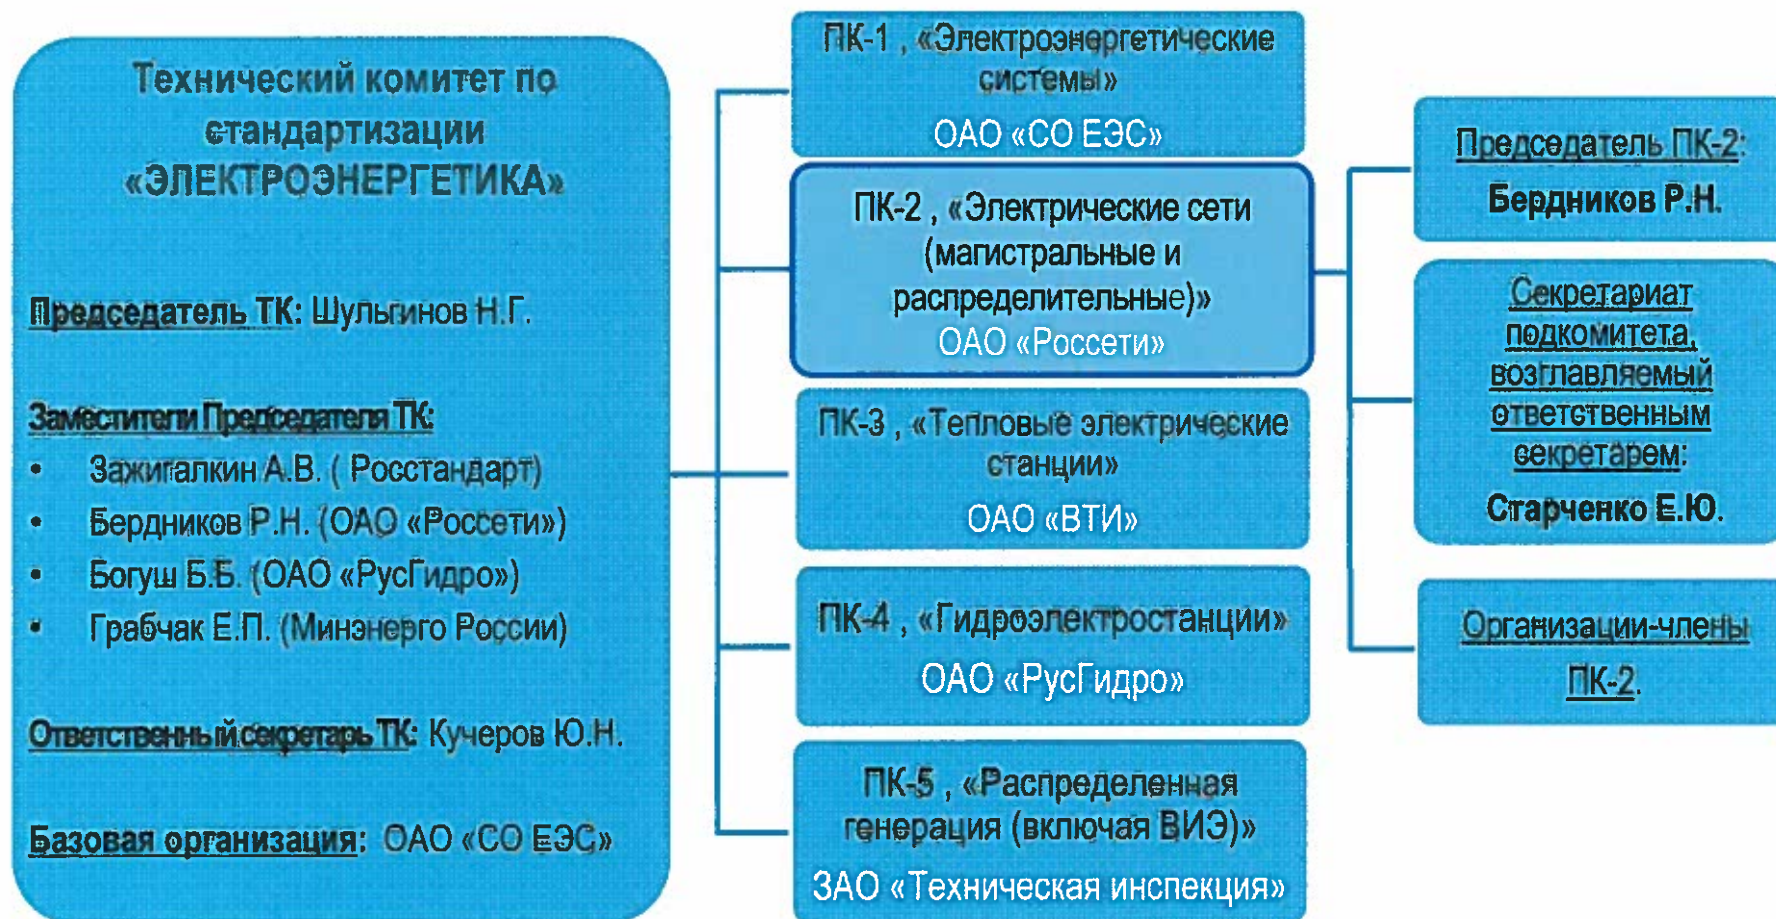 Технический комитет по
стандартизации
«ЭЛЕКТРОЭНЕРГЕТИКА»
Председатель ТК: Шульгинов Н.Г.
Заместители Председателя ТК:
• Зажигалкин А.В. ( Росстандарт)
• Бердников Р.Н. (ОАО «Россети»)
• Богуш Б.Б. (ОАО «РусГидро»)
• Грабчак Е.П. (Минэнерго России)
Ответственный секретарь ТК: Кучеров Ю.Н.
Базовая организация: ОАО «СО ЕЭС»
ПК-1 , «Электроэнергетические
системы»
ОАО «СО ЕЭС»
ПК-2 , «Электрические сети
(магистральные и
распределительные)»
ОАО «Россети»
ПК-3 , «Тепловые электрические
станции»
ОАО «ВТИ»
ПК-4 , «Гидроэлектростанции»
ОАО «РусГидро»
ПК-5 , «Распределенная
генерация (включая ВИЭ)»
ЗАО «Техническая инспекция»
Председатель ПК-2:
Бердников Р.Н.
Секретариат
подкомитета,
возглавляемый
ответственным
секретарем:
Старченко Е.Ю.
Организации-члены
ПК-2.